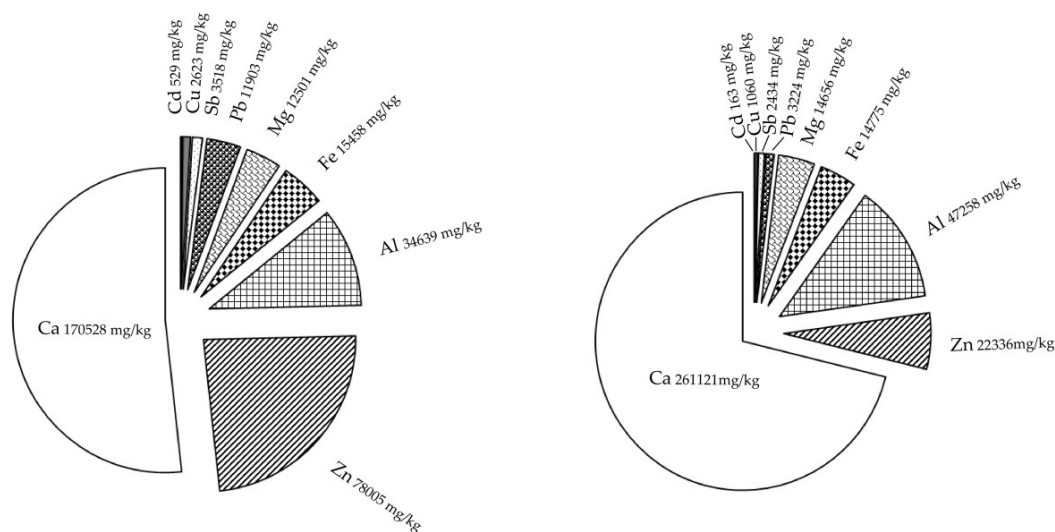 Cd 529 mg/kg
Cu 2623 mg/kg
Sb 3518 mg/kg
Pb 11903 mg/kg
Mg 12501 mg/kg
Fe 15458 mg/kg
Al 34639 mg/kg
Zn 78005 mg/kg
Ca 170528 mg/kg
Cd 163 mg/kg
Cu 1060 mg/kg
Sb 2434 mg/kg
Pb 3224 mg/kg
Mg 14656 mg/kg
Fe 14775 mg/kg
Al 47258 mg/kg
Zn 22336mg/kg
Ca 261121mg/kg